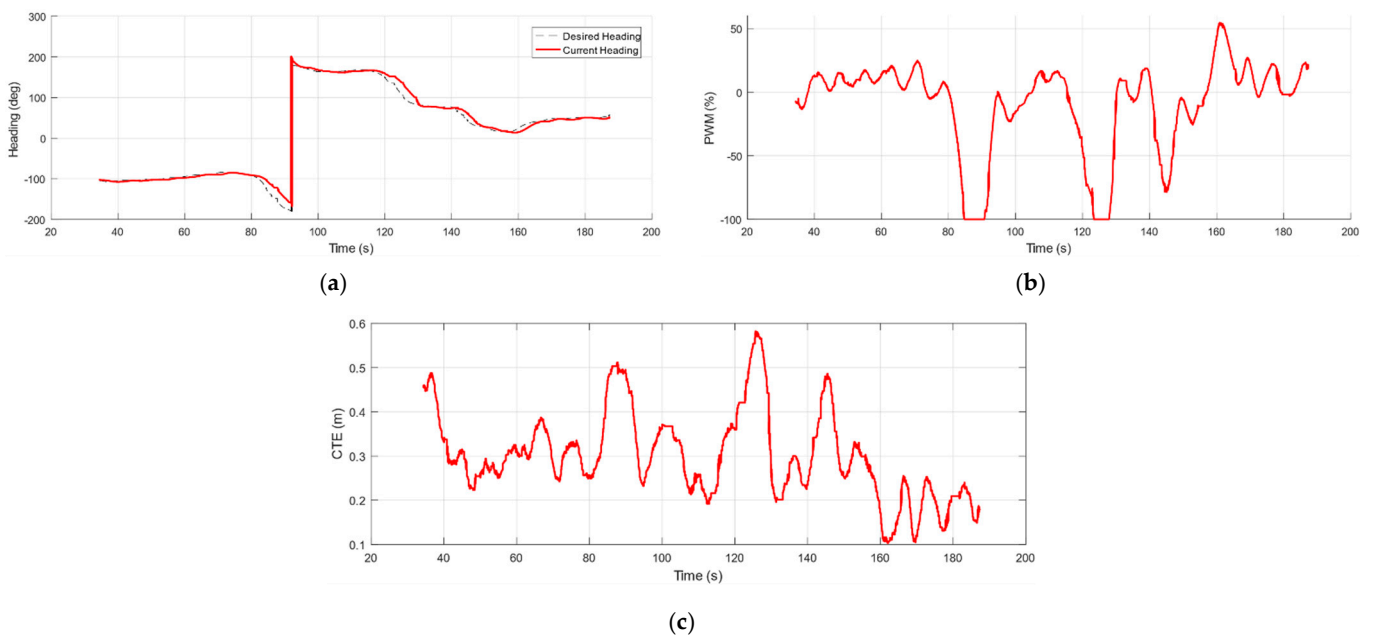 300
200
100
0
-100
-200
Heading (deg)
Desired Heading
Current Heading
20 40 60 80 100 120 140 160 180 200
Time (s)
(a)
50
0
-50
-100
PWM (%)
20 40 60 80 100 120 140 160 180 200
Time (s)
(b)
0.6
0.5
0.4
0.3
0.2
0.1
CTE (m)
20 40 60 80 100 120 140 160 180 200
Time (s)
(c)